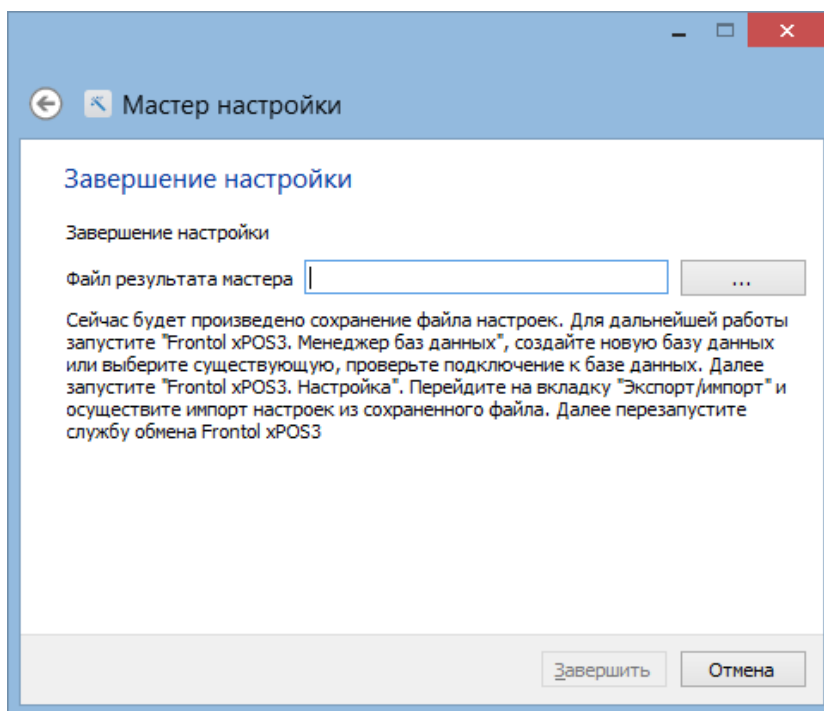 Мастер настройки
Завершение настройки
Завершение настройки
Файл результата мастера
...
Сейчас будет произведено сохранение файла настроек. Для дальнейшей работы
запустите "Frontol xPOS3. Менеджер баз данных", создайте новую базу данных
или выберите существующую, проверьте подключение к базе данных. Далее
запустите "Frontol xPOS3. Настройка". Перейдите на вкладку "Экспорт/импорт" и
осуществите импорт настроек из сохраненного файла. Далее перезапустите
службу обмена Frontol xPOS3
Завершить Отмена